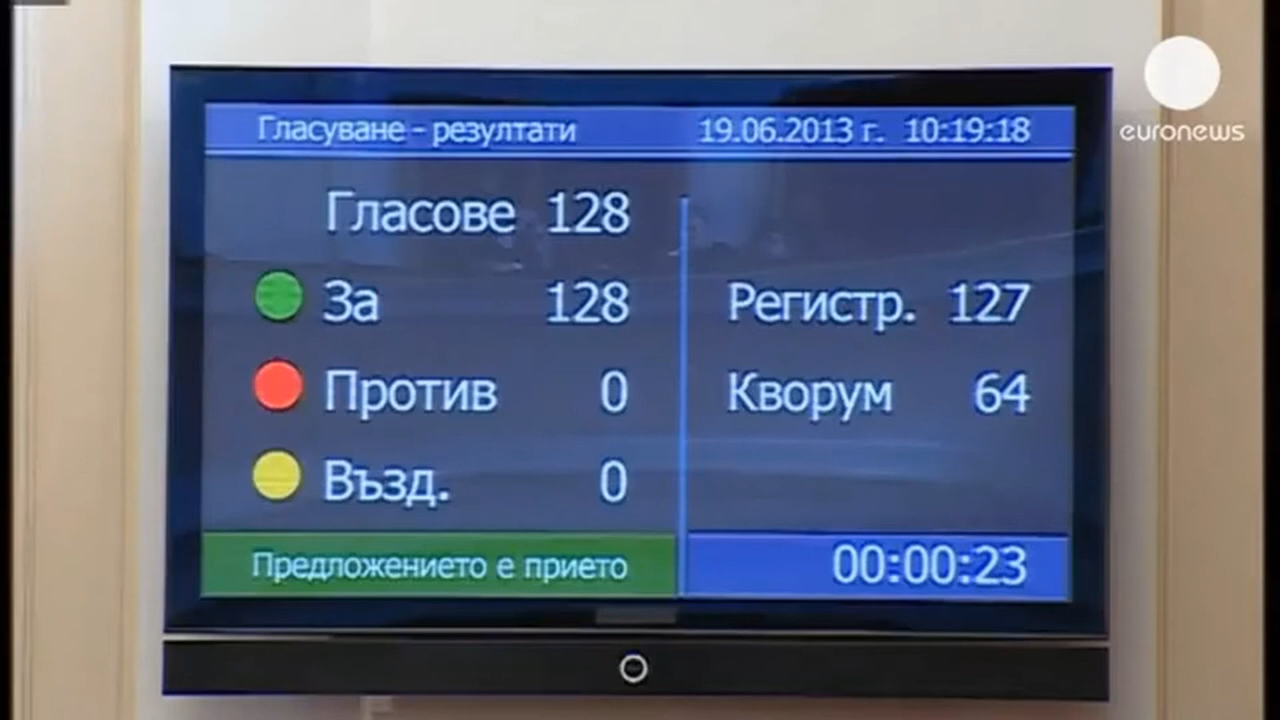 Гласуване - резултати 19.06.2013 г. 10:19:18
euronews
Гласове 128
За 128
Регистр. 127
Против 0
Кворум 64
Възд. 0
Предложението е прието
00:00:23